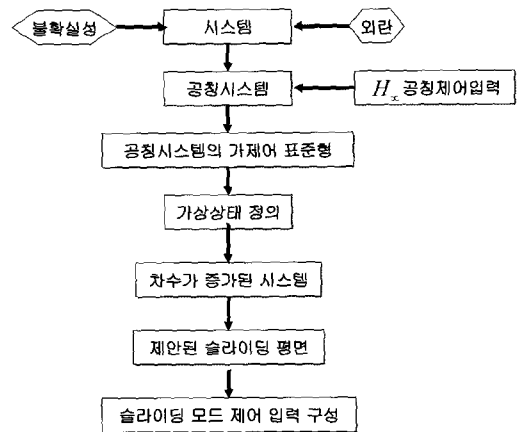 불확실성
시스템
외란
공칭시스템
H∞ 공칭제어입력
공칭시스템의 가제어 표준형
가상상태 정의
차수가 증가된 시스템
제안된 슬라이딩 평면
슬라이딩 모드 제어 입력 구성